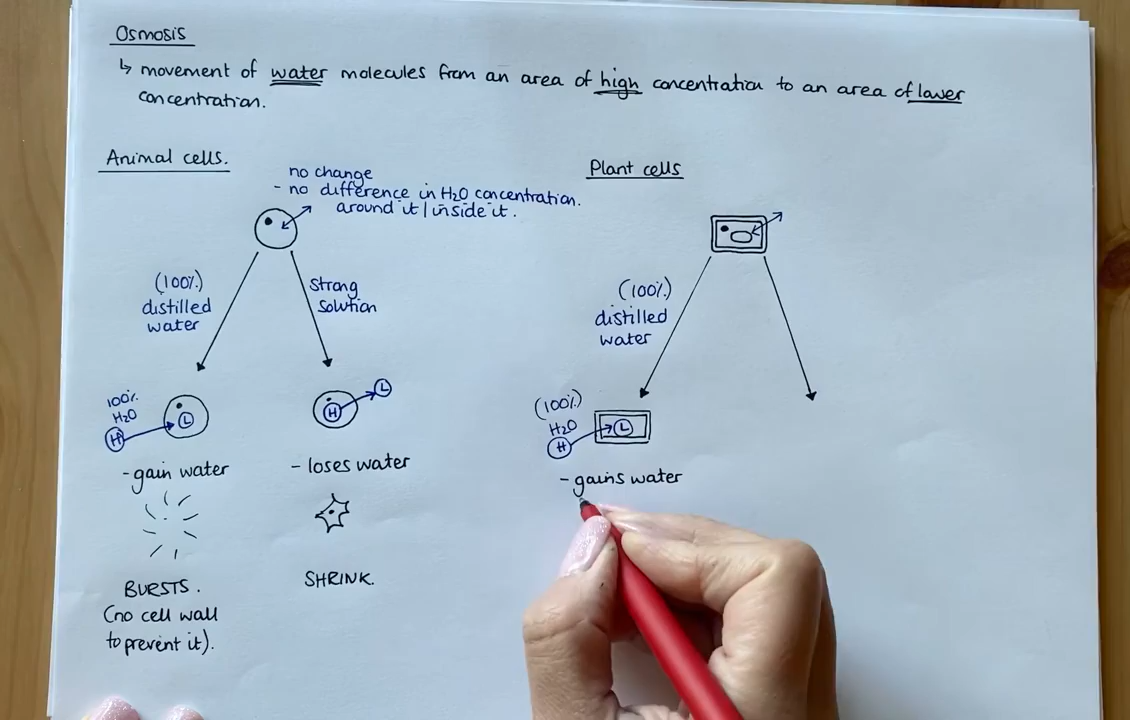 Osmosis
↳ movement of water molecules from an area of high concentration to an area of lower
concentration.
Animal cells.
no change
- no difference in H2O concentration.
around it / inside it.
(100%)
distilled
water
strong
solution
100%
H2O
H
L
H
L
- gain water
- loses water
BURSTS.
(no cell wall
to prevent it).
SHRINK.
Plant cells
(100%)
distilled
water
(100%)
H2O
H
L
- gains water